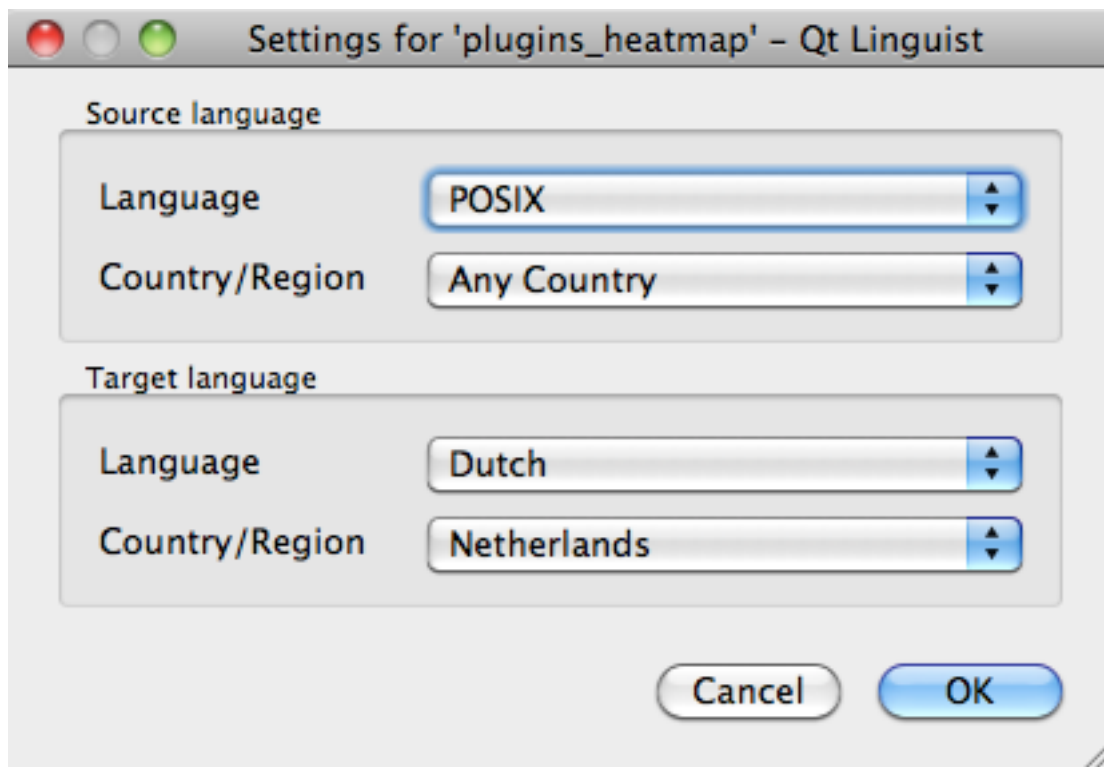 Settings for 'plugins_heatmap' – Qt Linguist
Source language
Language POSIX
Country/Region Any Country
Target language
Language Dutch
Country/Region Netherlands
Cancel OK